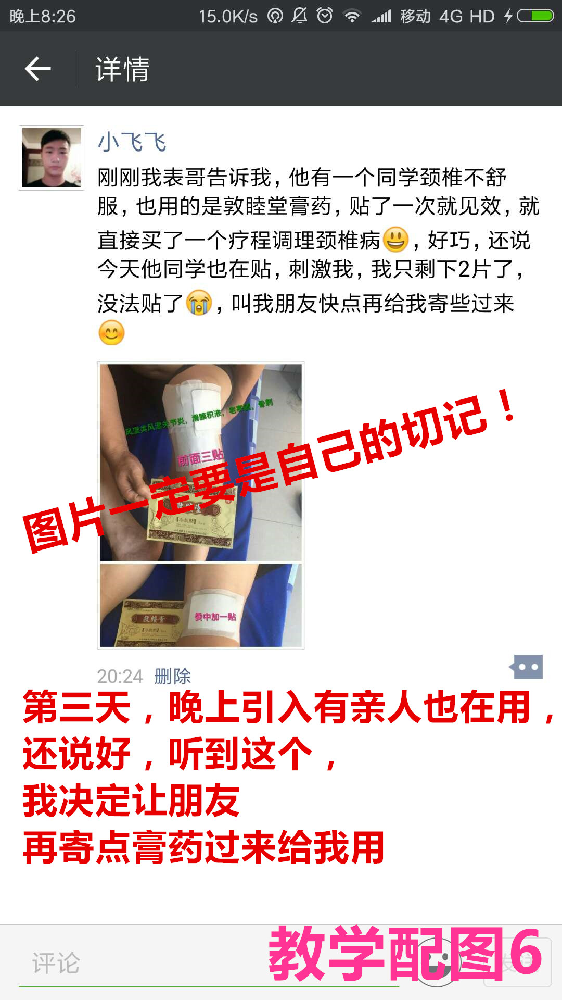 晚上8:26 15.0K/s 移动 4G HD
详情
小飞飞
刚刚我表哥告诉我，他有一个同学颈椎不舒
服，也用的是敦睦堂膏药，贴了一次就见效，就
直接买了一个疗程调理颈椎病😃，好巧，还说
今天他同学也在贴，刺激我，我只剩下2片了，
没法贴了😭，叫我朋友快点再给我寄些过来
😊
风湿类风湿关节炎，滑膜积液，老寒腿，骨刺
前面三贴
图片一定要是自己的切记！
敦睦堂
【冷敷贴】
委中加一贴
敦睦堂
【冷敷贴】
20:24 删除
第三天，晚上引入有亲人也在用，
还说好，听到这个，
我决定让朋友
再寄点膏药过来给我用
评论
发送
教学配图6